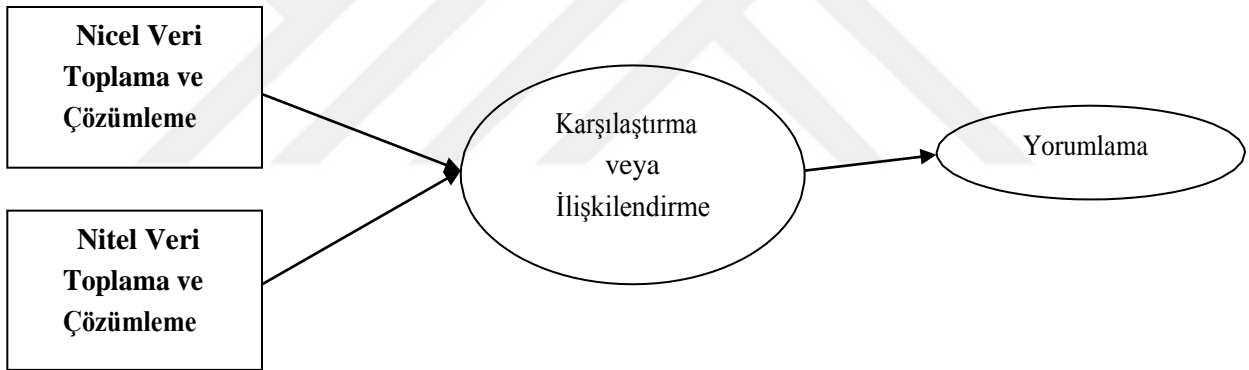 Nicel Veri
Toplama ve
Çözümleme
Karşılaştırma
veya
İlişkilendirme
Yorumlama
Nitel Veri
Toplama ve
Çözümleme